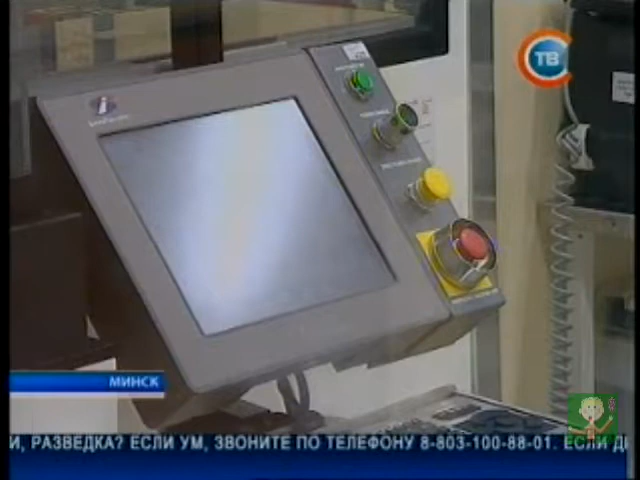 ТВ
МИНСК
И, РАЗВЕДКА? ЕСЛИ УМ, ЗВОНИТЕ ПО ТЕЛЕФОНУ 8-803-100-88-01. ЕСЛИ Д